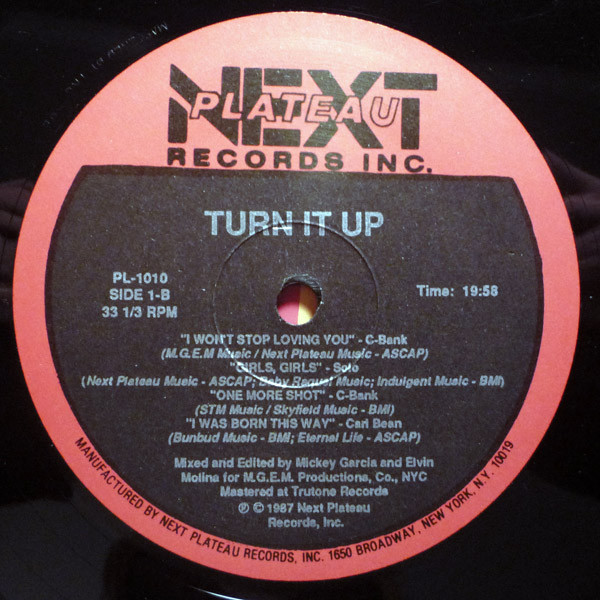 NEXT
PLATEAU
RECORDS INC.
TURN IT UP
PL-1010
SIDE 1-B
33 1/3 RPM
Time: 19:58
"I WON'T STOP LOVING YOU" - C-Bank
(M.G.E.M Music / Next Plateau Music - ASCAP)
"GIRLS, GIRLS" - Solo
(Next Plateau Music - ASCAP; Baby Raquel Music; Indulgent Music - BMI)
"ONE MORE SHOT" - C-Bank
(STM Music / Skyfield Music - BMI)
"I WAS BORN THIS WAY" - Carl Bean
(Bunbud Music - BMI; Eternal Life - ASCAP)
Mixed and Edited by Mickey Garcia and Elvin
Molina for M.G.E.M. Productions, Co., NYC
Mastered at Trutone Records
℗ © 1987 Next Plateau
Records, Inc.
MANUFACTURED BY NEXT PLATEAU RECORDS, INC. 1650 BROADWAY, NEW YORK, N.Y. 10019